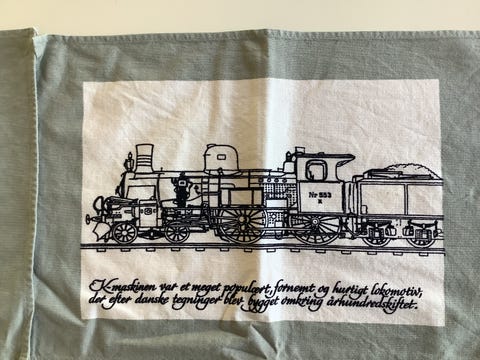 Nr 553
K
K-maskinen var et meget populært, fornemt og hurtigt lokomotiv,
der efter danske tegninger blev bygget omkring århundredskiftet.